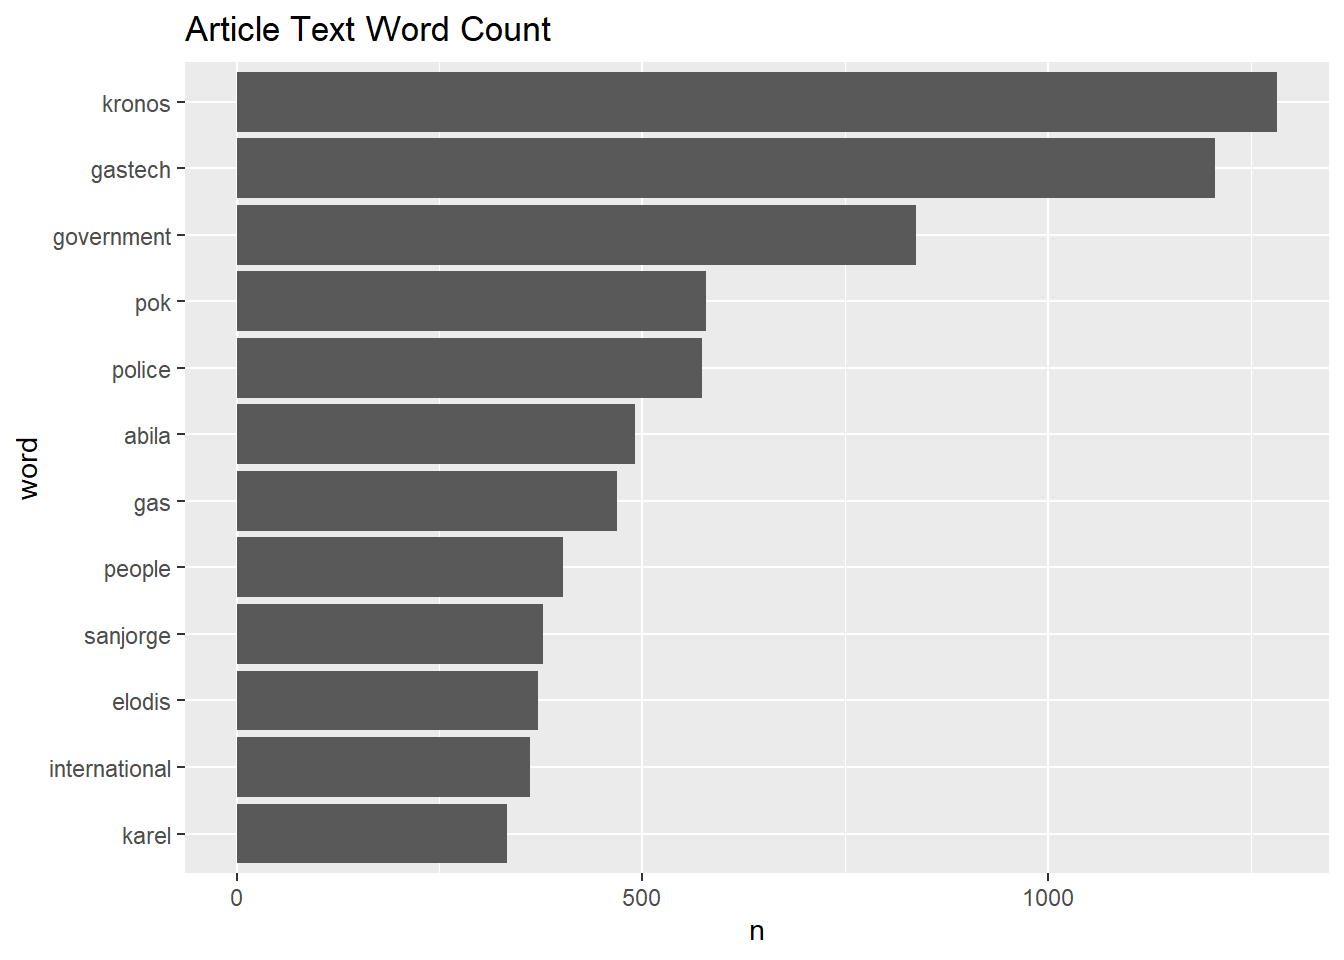 Article Text Word Count
word
kronos
gastech
government
pok
police
abila
gas
people
sanjorge
elodis
international
karel
0 500 1000
n